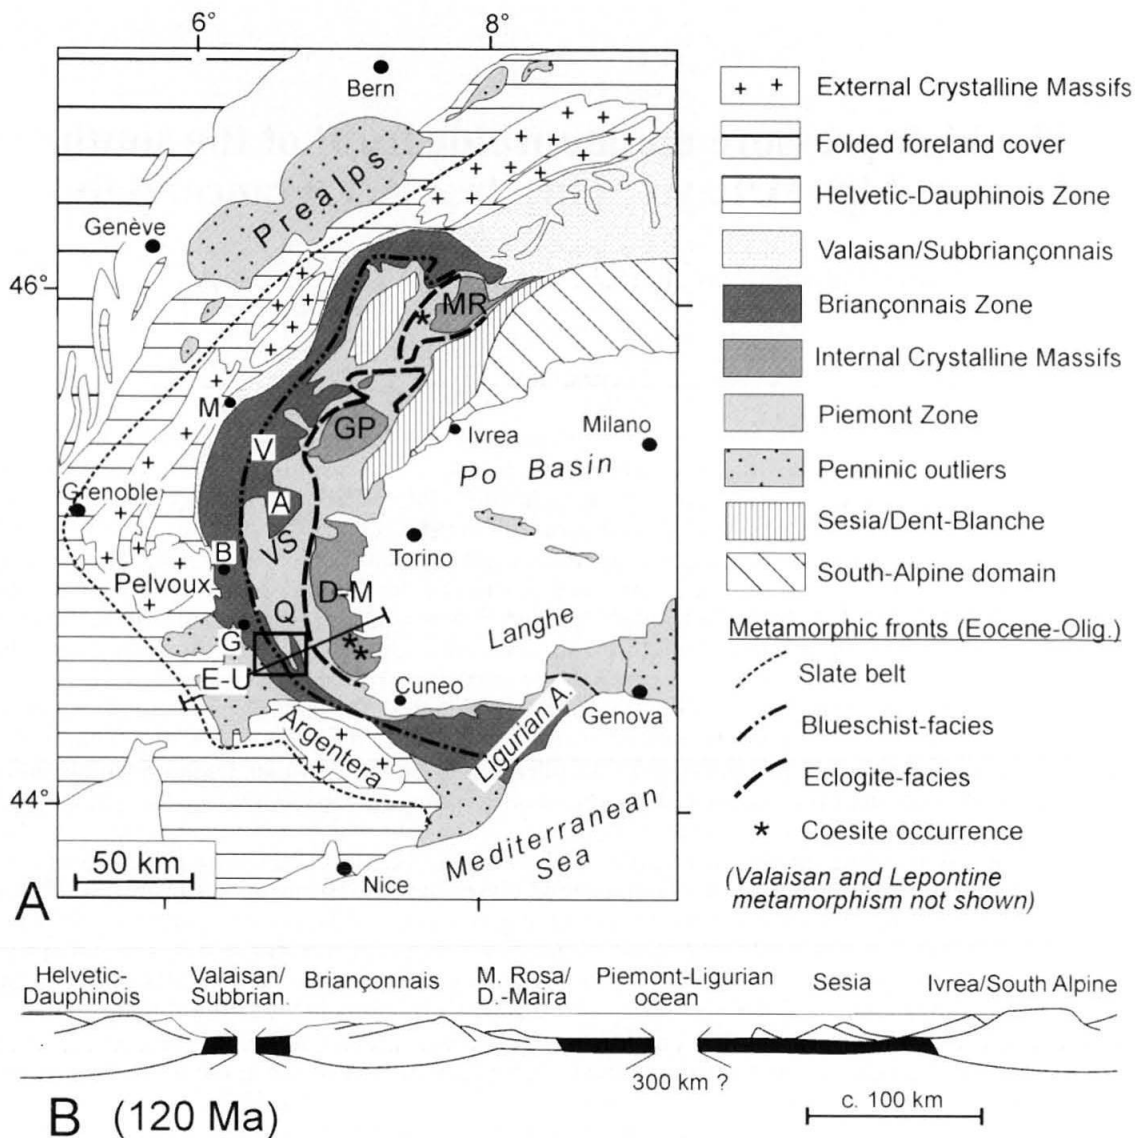 6° 8°
Bern
Prealps
Genève
46°
MR
M
GP
Ivrea
Milano
V
Po Basin
Grenoble
A
VS
B
Torino
Pelvoux
D-M
Q
Langhe
G
E-U
Cuneo
Genova
Ligurian A.
Argentera
44°
Mediterranean
Sea
50 km
Nice
A
External Crystalline Massifs
Folded foreland cover
Helvetic-Dauphinois Zone
Valaisan/Subbriançonnais
Briançonnais Zone
Internal Crystalline Massifs
Piemont Zone
Penninic outliers
Sesia/Dent-Blanche
South-Alpine domain
Metamorphic fronts (Eocene-Olig.)
Slate belt
Blueschist-facies
Eclogite-facies
* Coesite occurrence
(Valaisan and Lepontine
metamorphism not shown)
Helvetic-
Dauphinois
Valaisan/
Subbrian.
Briançonnais
M. Rosa/
D.-Maira
Piemont-Ligurian
ocean
Sesia
Ivrea/South Alpine
300 km ?
c. 100 km
B (120 Ma)